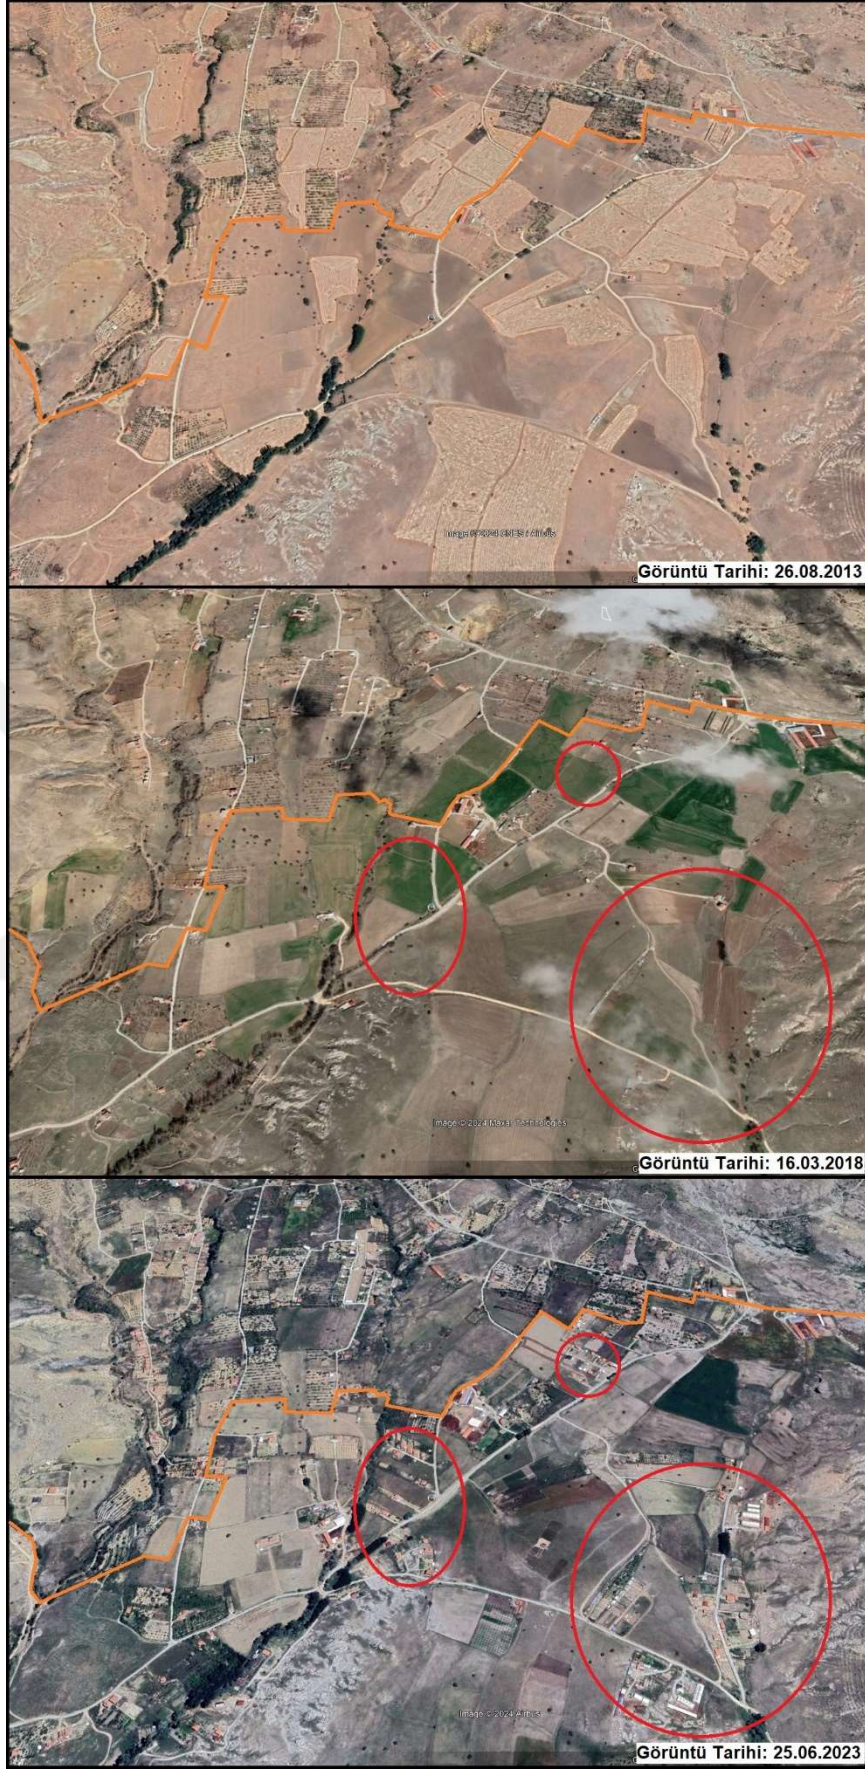 Image © 2024 CNES / Airbus
Görüntü Tarihi: 26.08.2013
Image © 2024 Maxar Technologies
Görüntü Tarihi: 16.03.2018
Image © 2024 Airbus
Görüntü Tarihi: 25.06.2023